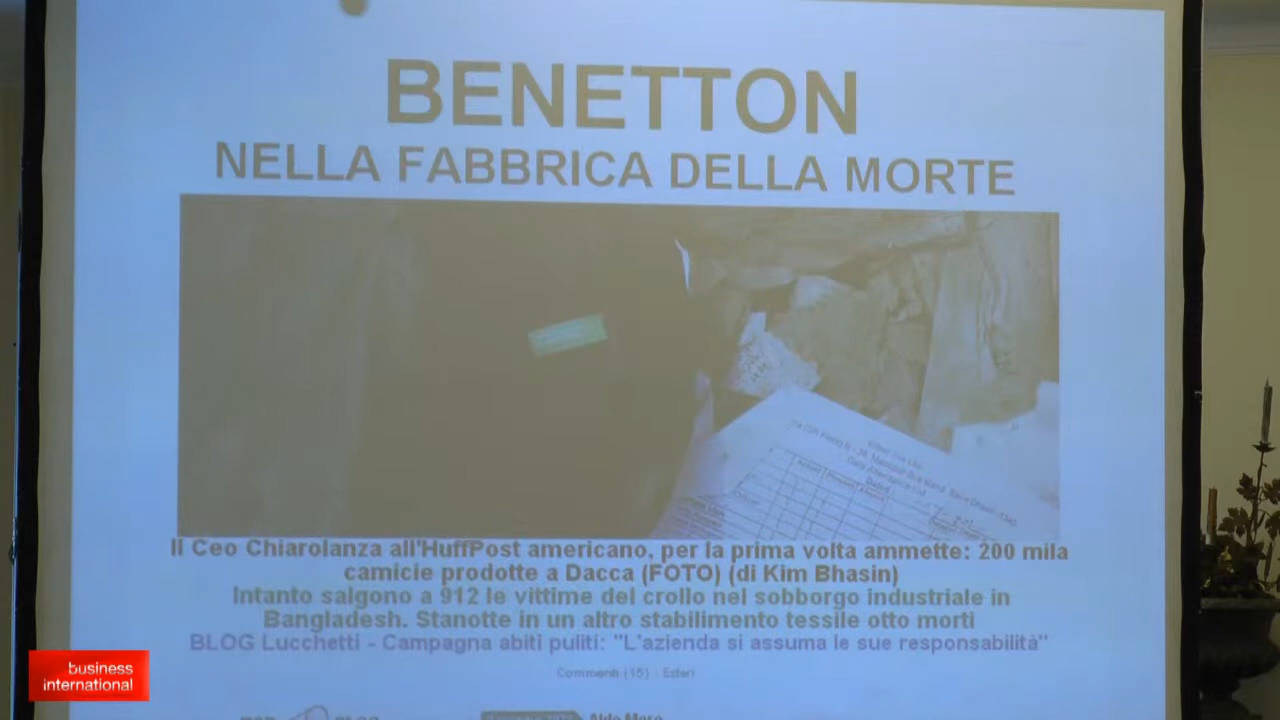 BENETTON
NELLA FABBRICA DELLA MORTE
Il Ceo Chiarolanza all'HuffPost americano, per la prima volta ammette: 200 mila
camicie prodotte a Dacca (FOTO) (di Kim Bhasin)
Intanto salgono a 912 le vittime del crollo nel sobborgo industriale in
Bangladesh. Stanotte in un altro stabilimento tessile otto morti
BLOG Lucchetti - Campagna abiti puliti: "L'azienda si assuma le sue responsabilità"
Commenti (15) | Esteri
Aldo Moro
business
international